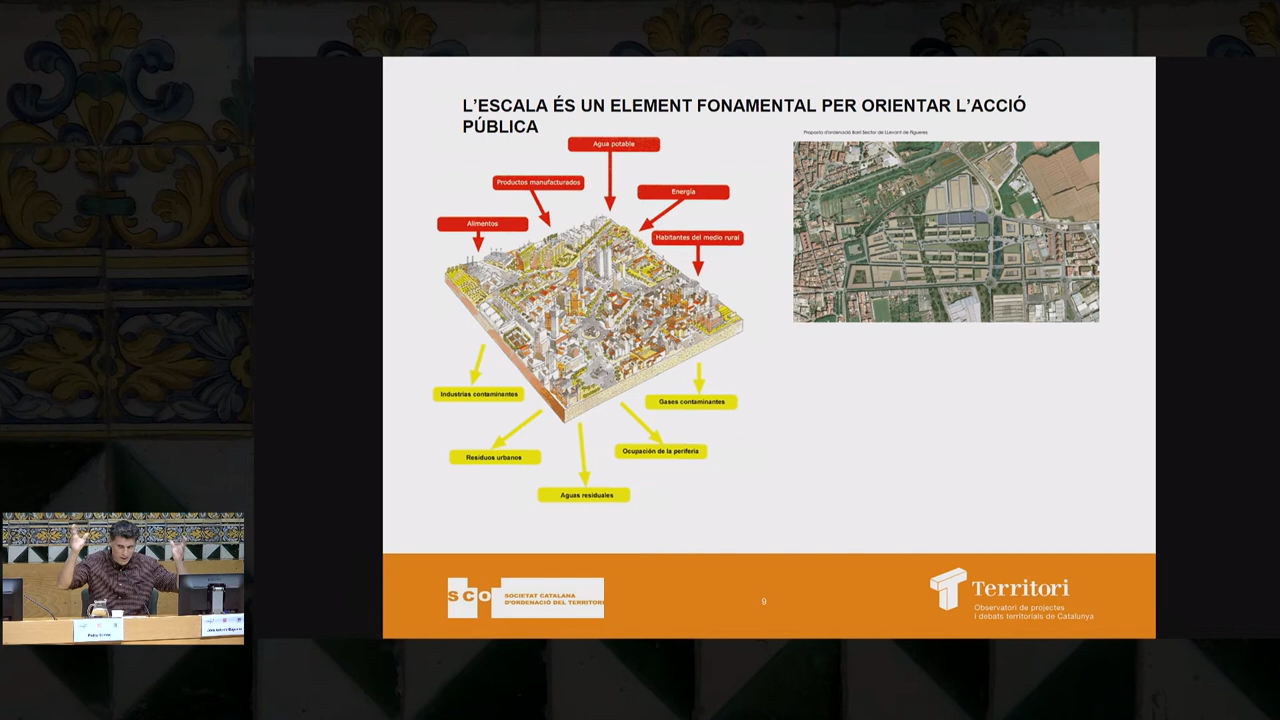 L'ESCALA ÉS UN ELEMENT FONAMENTAL PER ORIENTAR L'ACCIÓ
PÚBLICA
Proposta d'ordenació Barri Sector de Llevant de Figueres
Agua potable
Productos manufacturados
Energía
Alimentos
Habitantes del medio rural
Industrias contaminantes
Gases contaminantes
Residuos urbanos
Ocupación de la periferia
Aguas residuales
SCOT
SOCIETAT CATALANA
D'ORDENACIÓ DEL TERRITORI
9
Territori
Observatori de projectes
i debats territorials de Catalunya